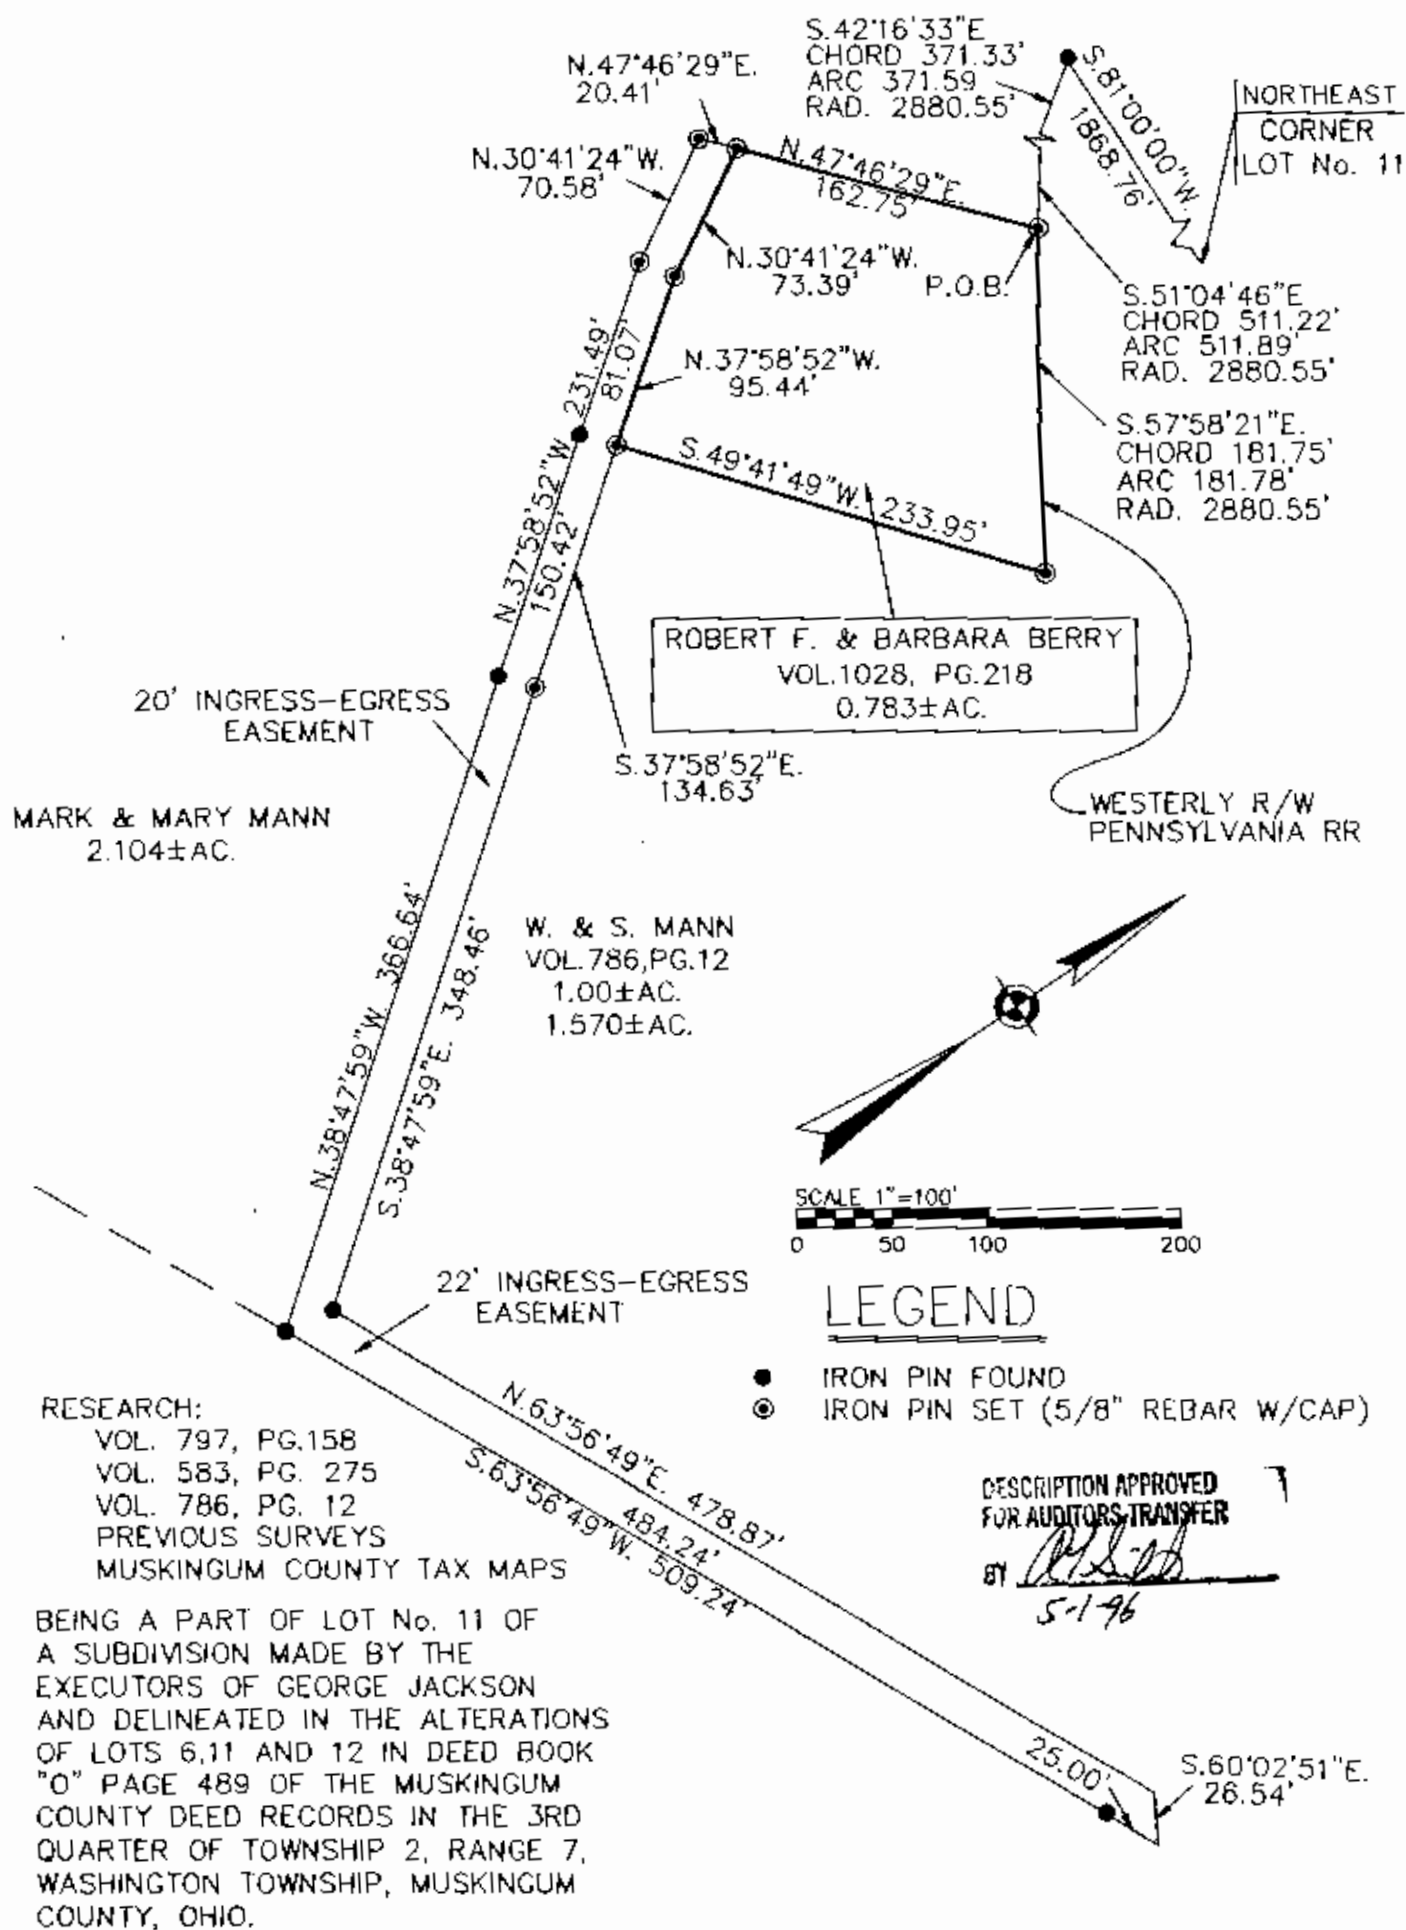 S.42°16'33"E
CHORD 371.33'
ARC 371.59
RAD. 2880.55'
N.47°46'29"E.
20.41'
S.81°00'00"W.
1868.76'
NORTHEAST
CORNER
LOT No. 11
N.30°41'24"W.
70.58'
N.47°46'29"E.
162.75'
N.30°41'24"W.
73.39'
P.O.B.
S.51°04'46"E
CHORD 511.22'
ARC 511.89'
RAD. 2880.55'
N.37°58'52"W. 231.49'
81.07'
N.37°58'52"W.
95.44'
S.57°58'21"E.
CHORD 181.75'
ARC 181.78'
RAD. 2880.55'
S.49°41'49"W. 233.95'
150.42'
ROBERT F. & BARBARA BERRY
VOL.1028, PG.218
0.783±AC.
20' INGRESS-EGRESS
EASEMENT
S.37°58'52"E.
134.63'
MARK & MARY MANN
2.104±AC.
WESTERLY R/W
PENNSYLVANIA RR
N.38°47'59"W. 366.64'
S.38°47'59"E. 348.46'
W. & S. MANN
VOL.786,PG.12
1.00±AC.
1.570±AC.
SCALE 1"=100'
0 50 100 200
22' INGRESS-EGRESS
EASEMENT
LEGEND
IRON PIN FOUND
IRON PIN SET (5/8" REBAR W/CAP)
RESEARCH:
VOL. 797, PG.158
VOL. 583, PG. 275
VOL. 786, PG. 12
PREVIOUS SURVEYS
MUSKINGUM COUNTY TAX MAPS
N.63°56'49"E. 478.87'
484.24'
S.63°56'49"W. 509.24'
DESCRIPTION APPROVED
FOR AUDITORS TRANSFER
BY
5-1-96
BEING A PART OF LOT No. 11 OF
A SUBDIVISION MADE BY THE
EXECUTORS OF GEORGE JACKSON
AND DELINEATED IN THE ALTERATIONS
OF LOTS 6,11 AND 12 IN DEED BOOK
"O" PAGE 489 OF THE MUSKINGUM
COUNTY DEED RECORDS IN THE 3RD
QUARTER OF TOWNSHIP 2, RANGE 7,
WASHINGTON TOWNSHIP, MUSKINGUM
COUNTY, OHIO.
25.00'
S.60°02'51"E.
26.54'